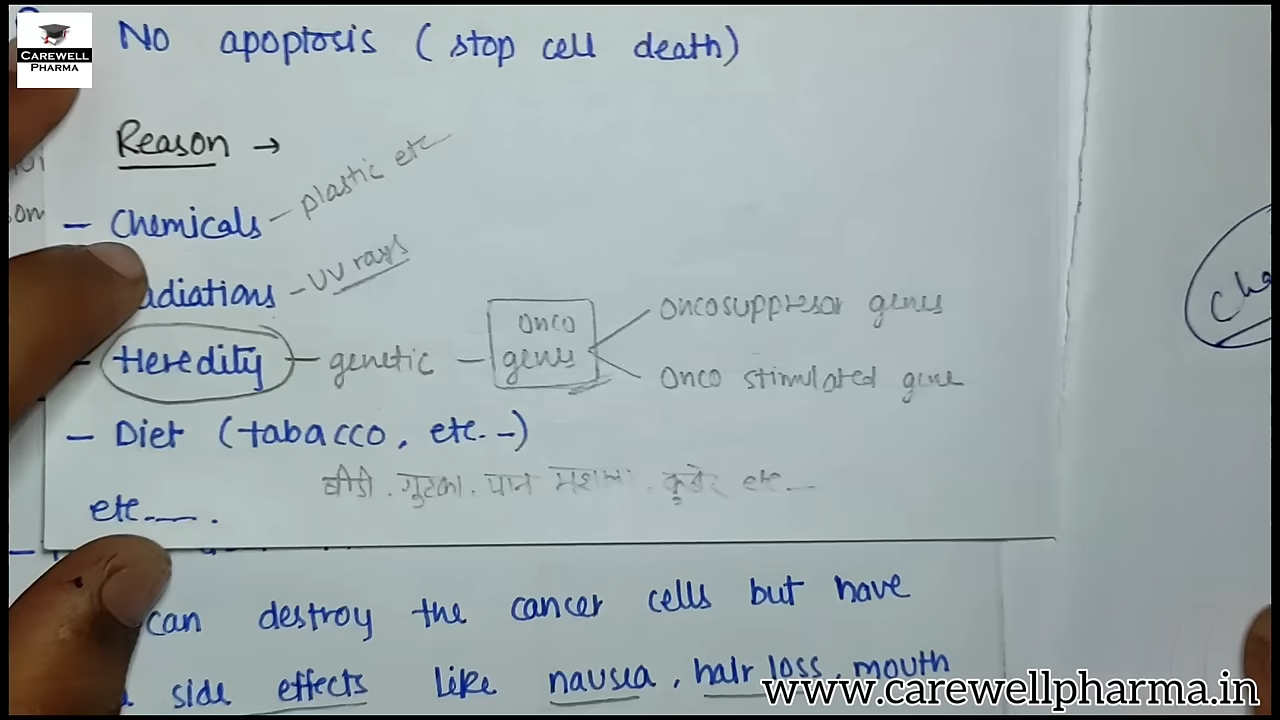 CAREWELL
PHARMA
No apoptosis (stop cell death)
Reason →
- Chemicals - plastic etc
adiations - UV rays
- Heredity - genetic - onco genes
oncosuppresor genes
onco stimulated gene
- Diet (tabacco, etc. -)
बीडी, गुटका, पान मशाला, etc
etc.
can destroy the cancer cells but have
side effects like nausea, hair loss, mouth
www.carewellpharma.in